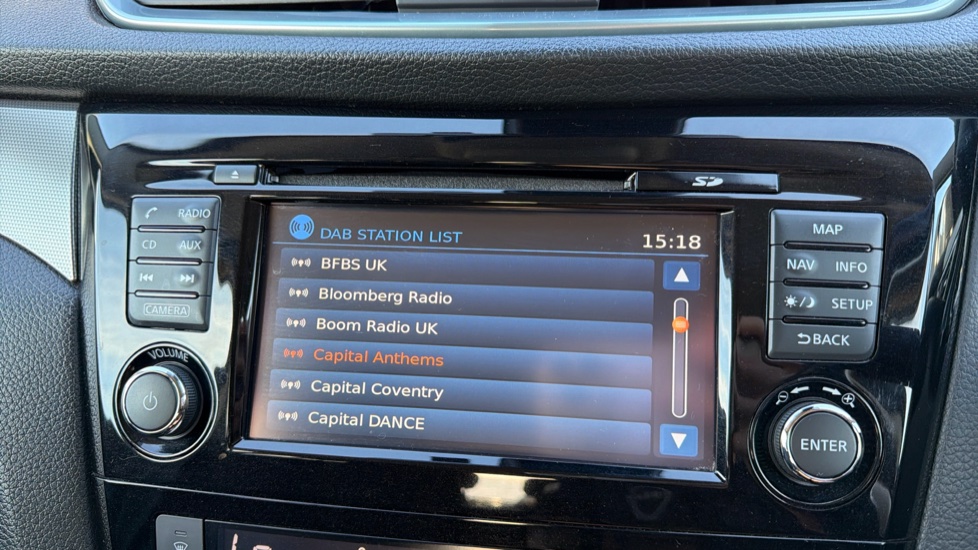 SD
RADIO
CD AUX
CAMERA
VOLUME
DAB STATION LIST 15:18
BFBS UK
Bloomberg Radio
Boom Radio UK
Capital Anthems
Capital Coventry
Capital DANCE
MAP
NAV INFO
SETUP
BACK
ENTER